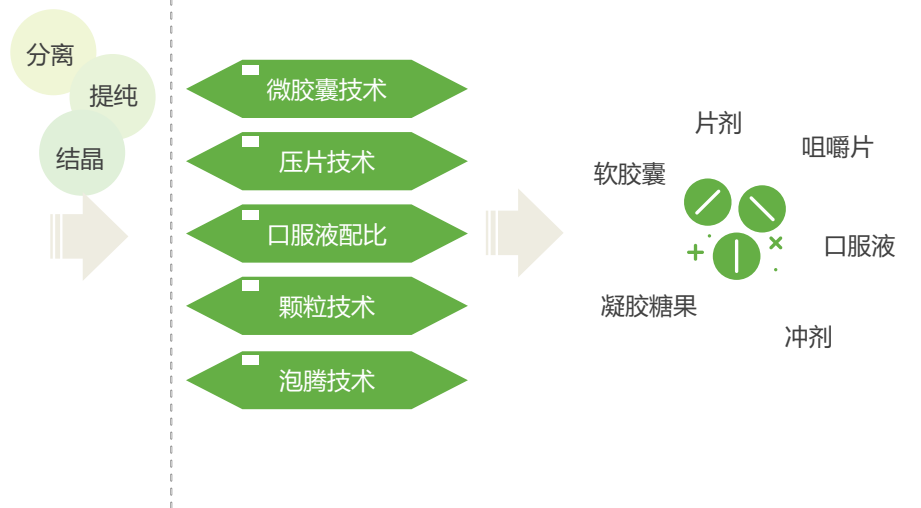 分离
提纯
结晶
微胶囊技术
压片技术
口服液配比
颗粒技术
泡腾技术
片剂
咀嚼片
软胶囊
口服液
凝胶糖果
冲剂